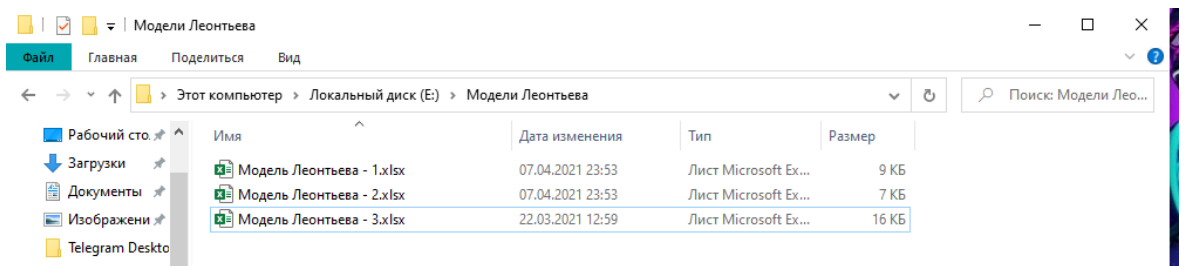 Модели Леонтьева
Файл Главная Поделиться Вид
Этот компьютер › Локальный диск (E:) › Модели Леонтьева Поиск: Модели Лео...
Рабочий сто. Имя Дата изменения Тип Размер
Загрузки Модель Леонтьева - 1.xlsx 07.04.2021 23:53 Лист Microsoft Ex... 9 КБ
Документы Модель Леонтьева - 2.xlsx 07.04.2021 23:53 Лист Microsoft Ex... 7 КБ
Изображени Модель Леонтьева - 3.xlsx 22.03.2021 12:59 Лист Microsoft Ex... 16 КБ
Telegram Deskto